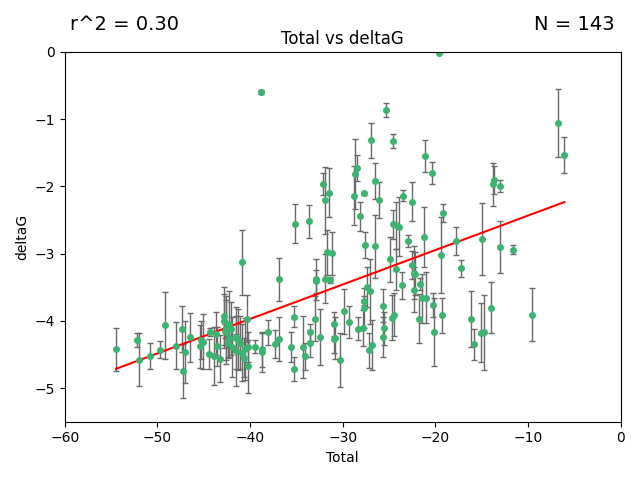 r^2 = 0.30
N = 143
Total vs deltaG
0
−1
−2
−3
−4
−5
deltaG
−60 −50 −40 −30 −20 −10 0
Total